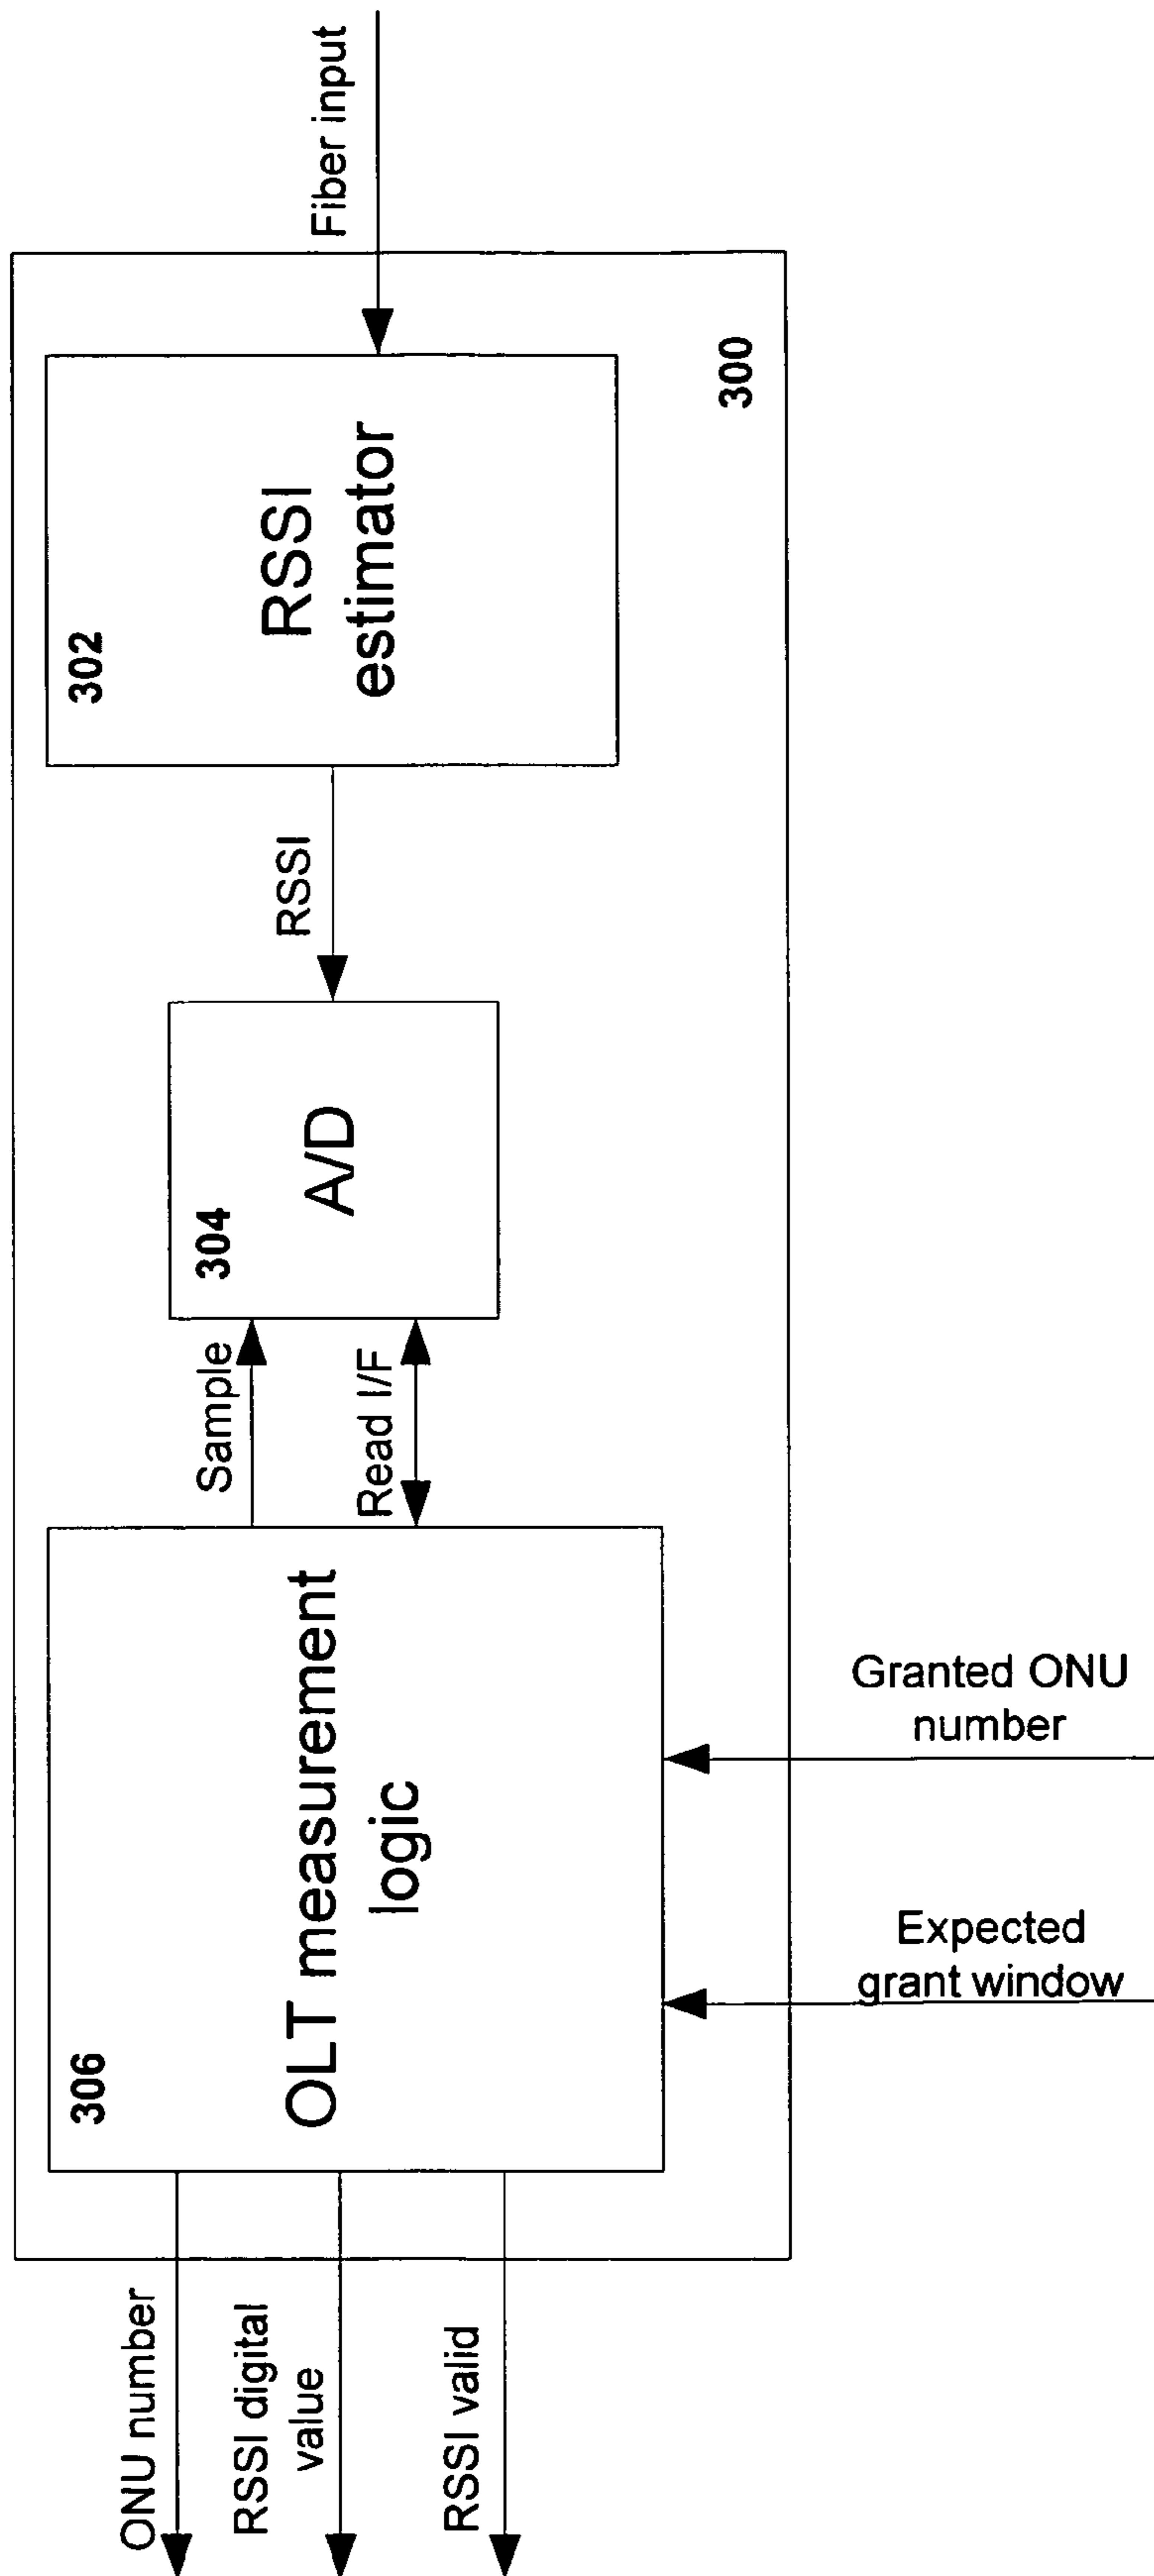 ONU number
RSSI digital
value
RSSI valid
306
OLT measurement
logic
Expected
grant window
Granted ONU
number
Sample
Read I/F
304
A/D
RSSI
302
RSSI
estimator
300
Fiber input